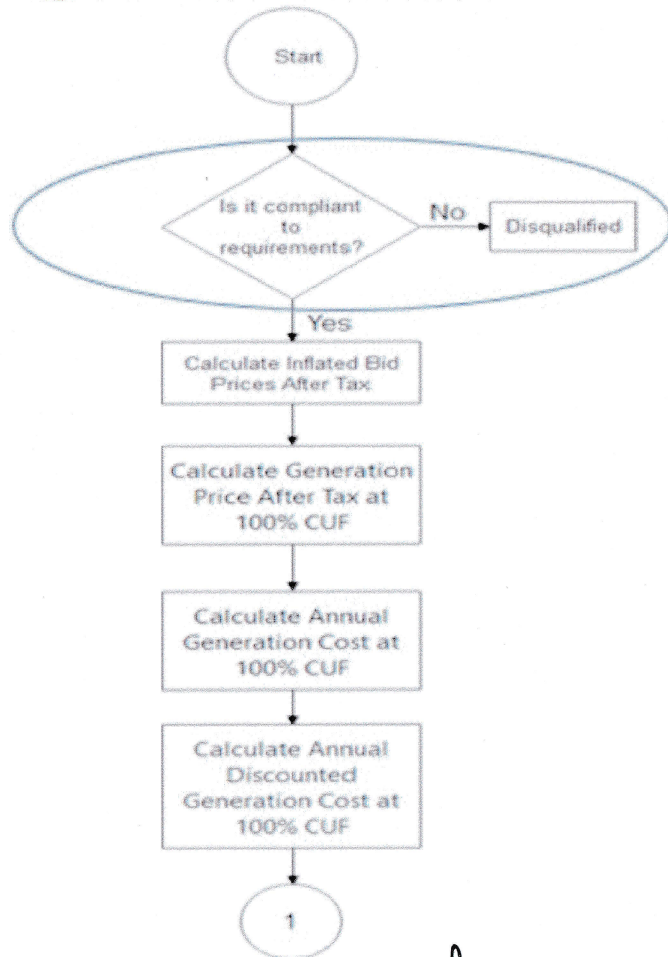 Start
Is it compliant
to
requirements?
No
Disqualified
Yes
Calculate Inflated Bid
Prices After Tax
Calculate Generation
Price After Tax at
100% CUF
Calculate Annual
Generation Cost at
100% CUF
Calculate Annual
Discounted
Generation Cost at
100% CUF
1